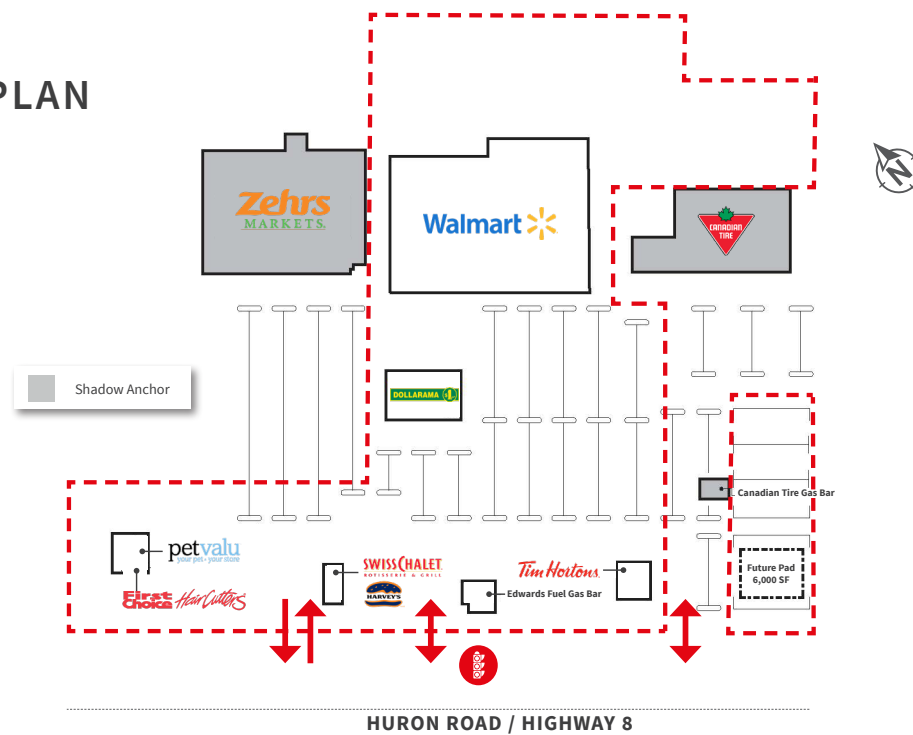 PLAN
Zehrs
MARKETS.
Walmart
CANADIAN
TIRE
N
Shadow Anchor
DOLLARAMA
Canadian Tire Gas Bar
petvalu
your pet • your store
SWISS CHALET
ROTISSERIE & GRILL
Tim Hortons.
Future Pad
6,000 SF
First
Choice HairCutters
HARVEY'S
Edwards Fuel Gas Bar
HURON ROAD / HIGHWAY 8